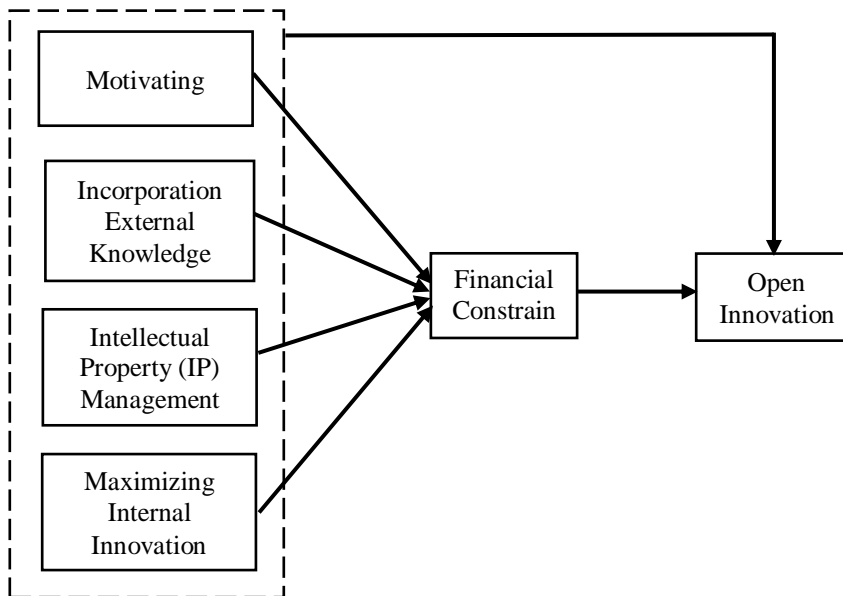 Motivating
Incorporation
External
Knowledge
Intellectual
Property (IP)
Management
Maximizing
Internal
Innovation
Financial
Constrain
Open
Innovation